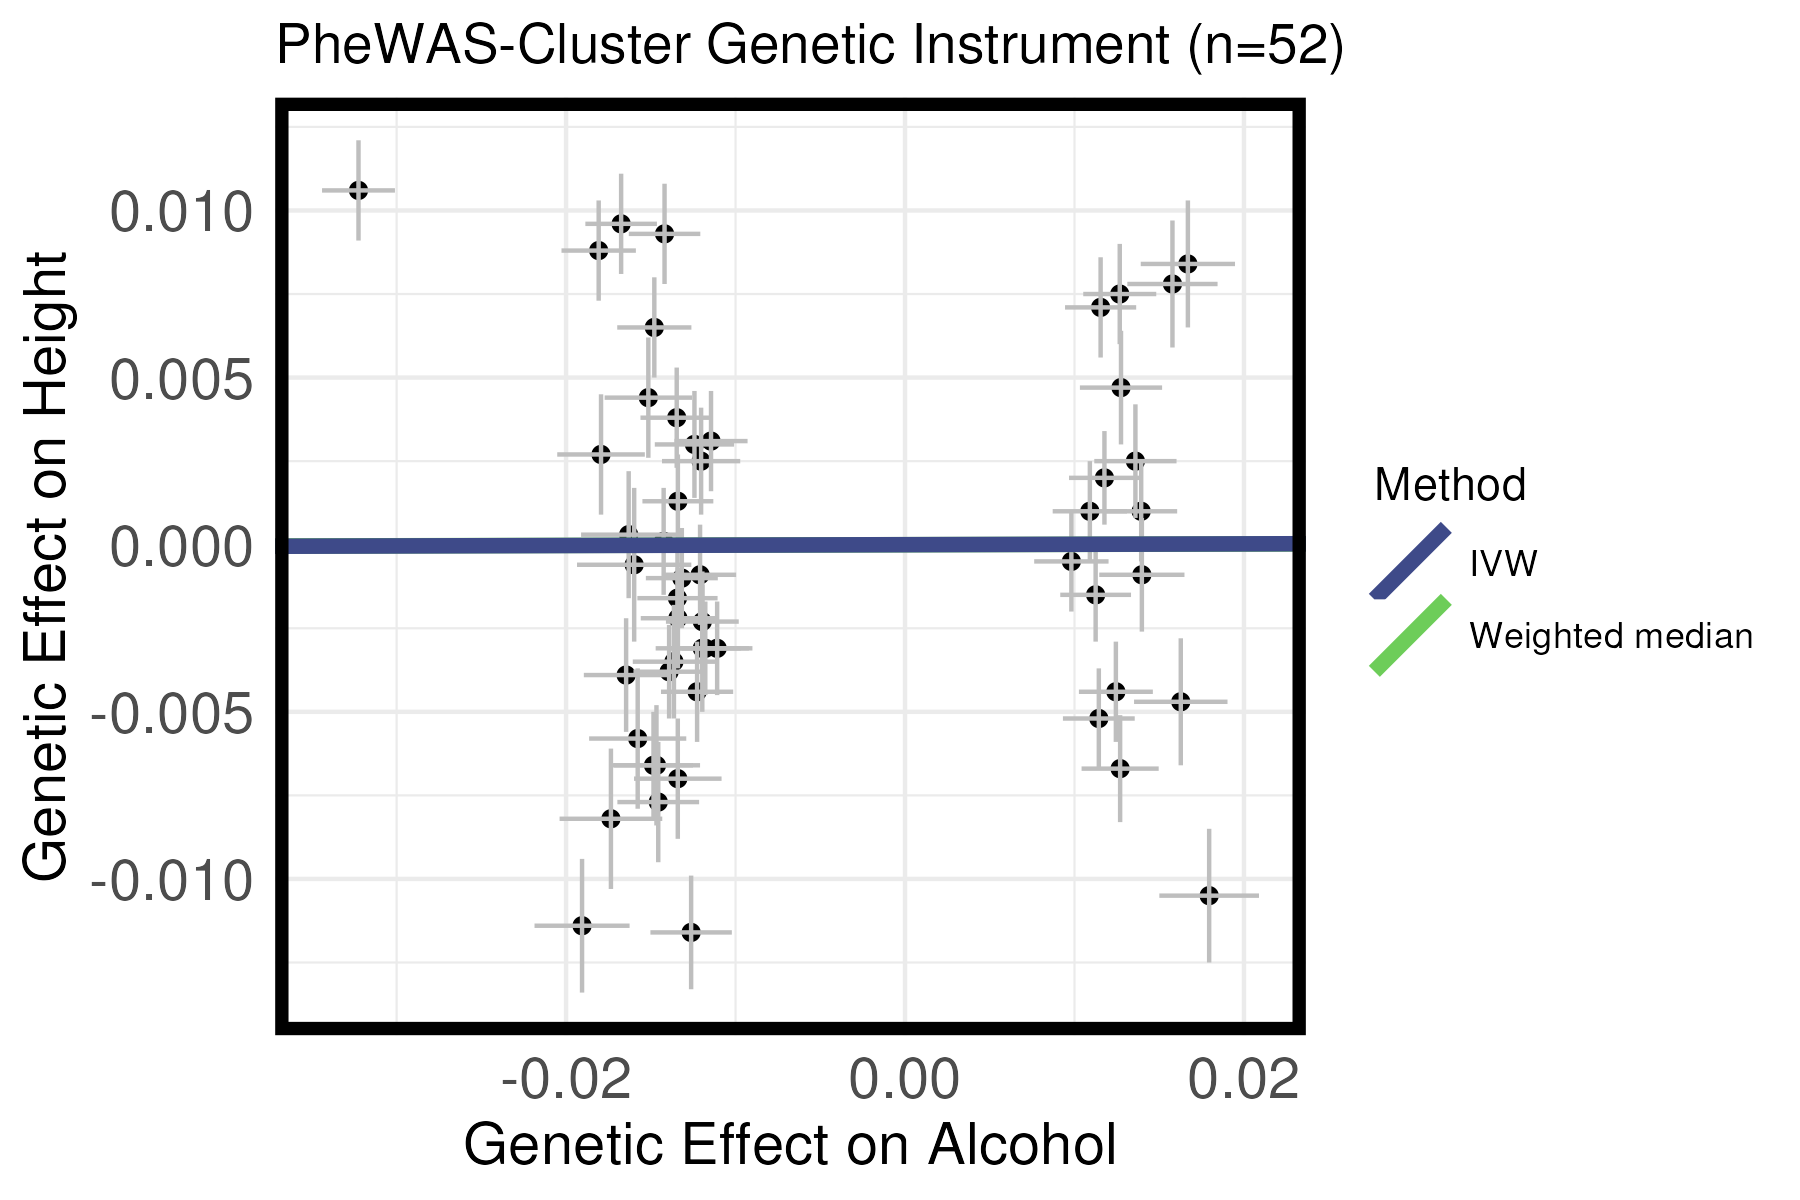 PheWAS-Cluster Genetic Instrument (n=52)
Genetic Effect on Height
0.010
0.005
0.000
-0.005
-0.010
-0.02 0.00 0.02
Genetic Effect on Alcohol
Method
IVW
Weighted median